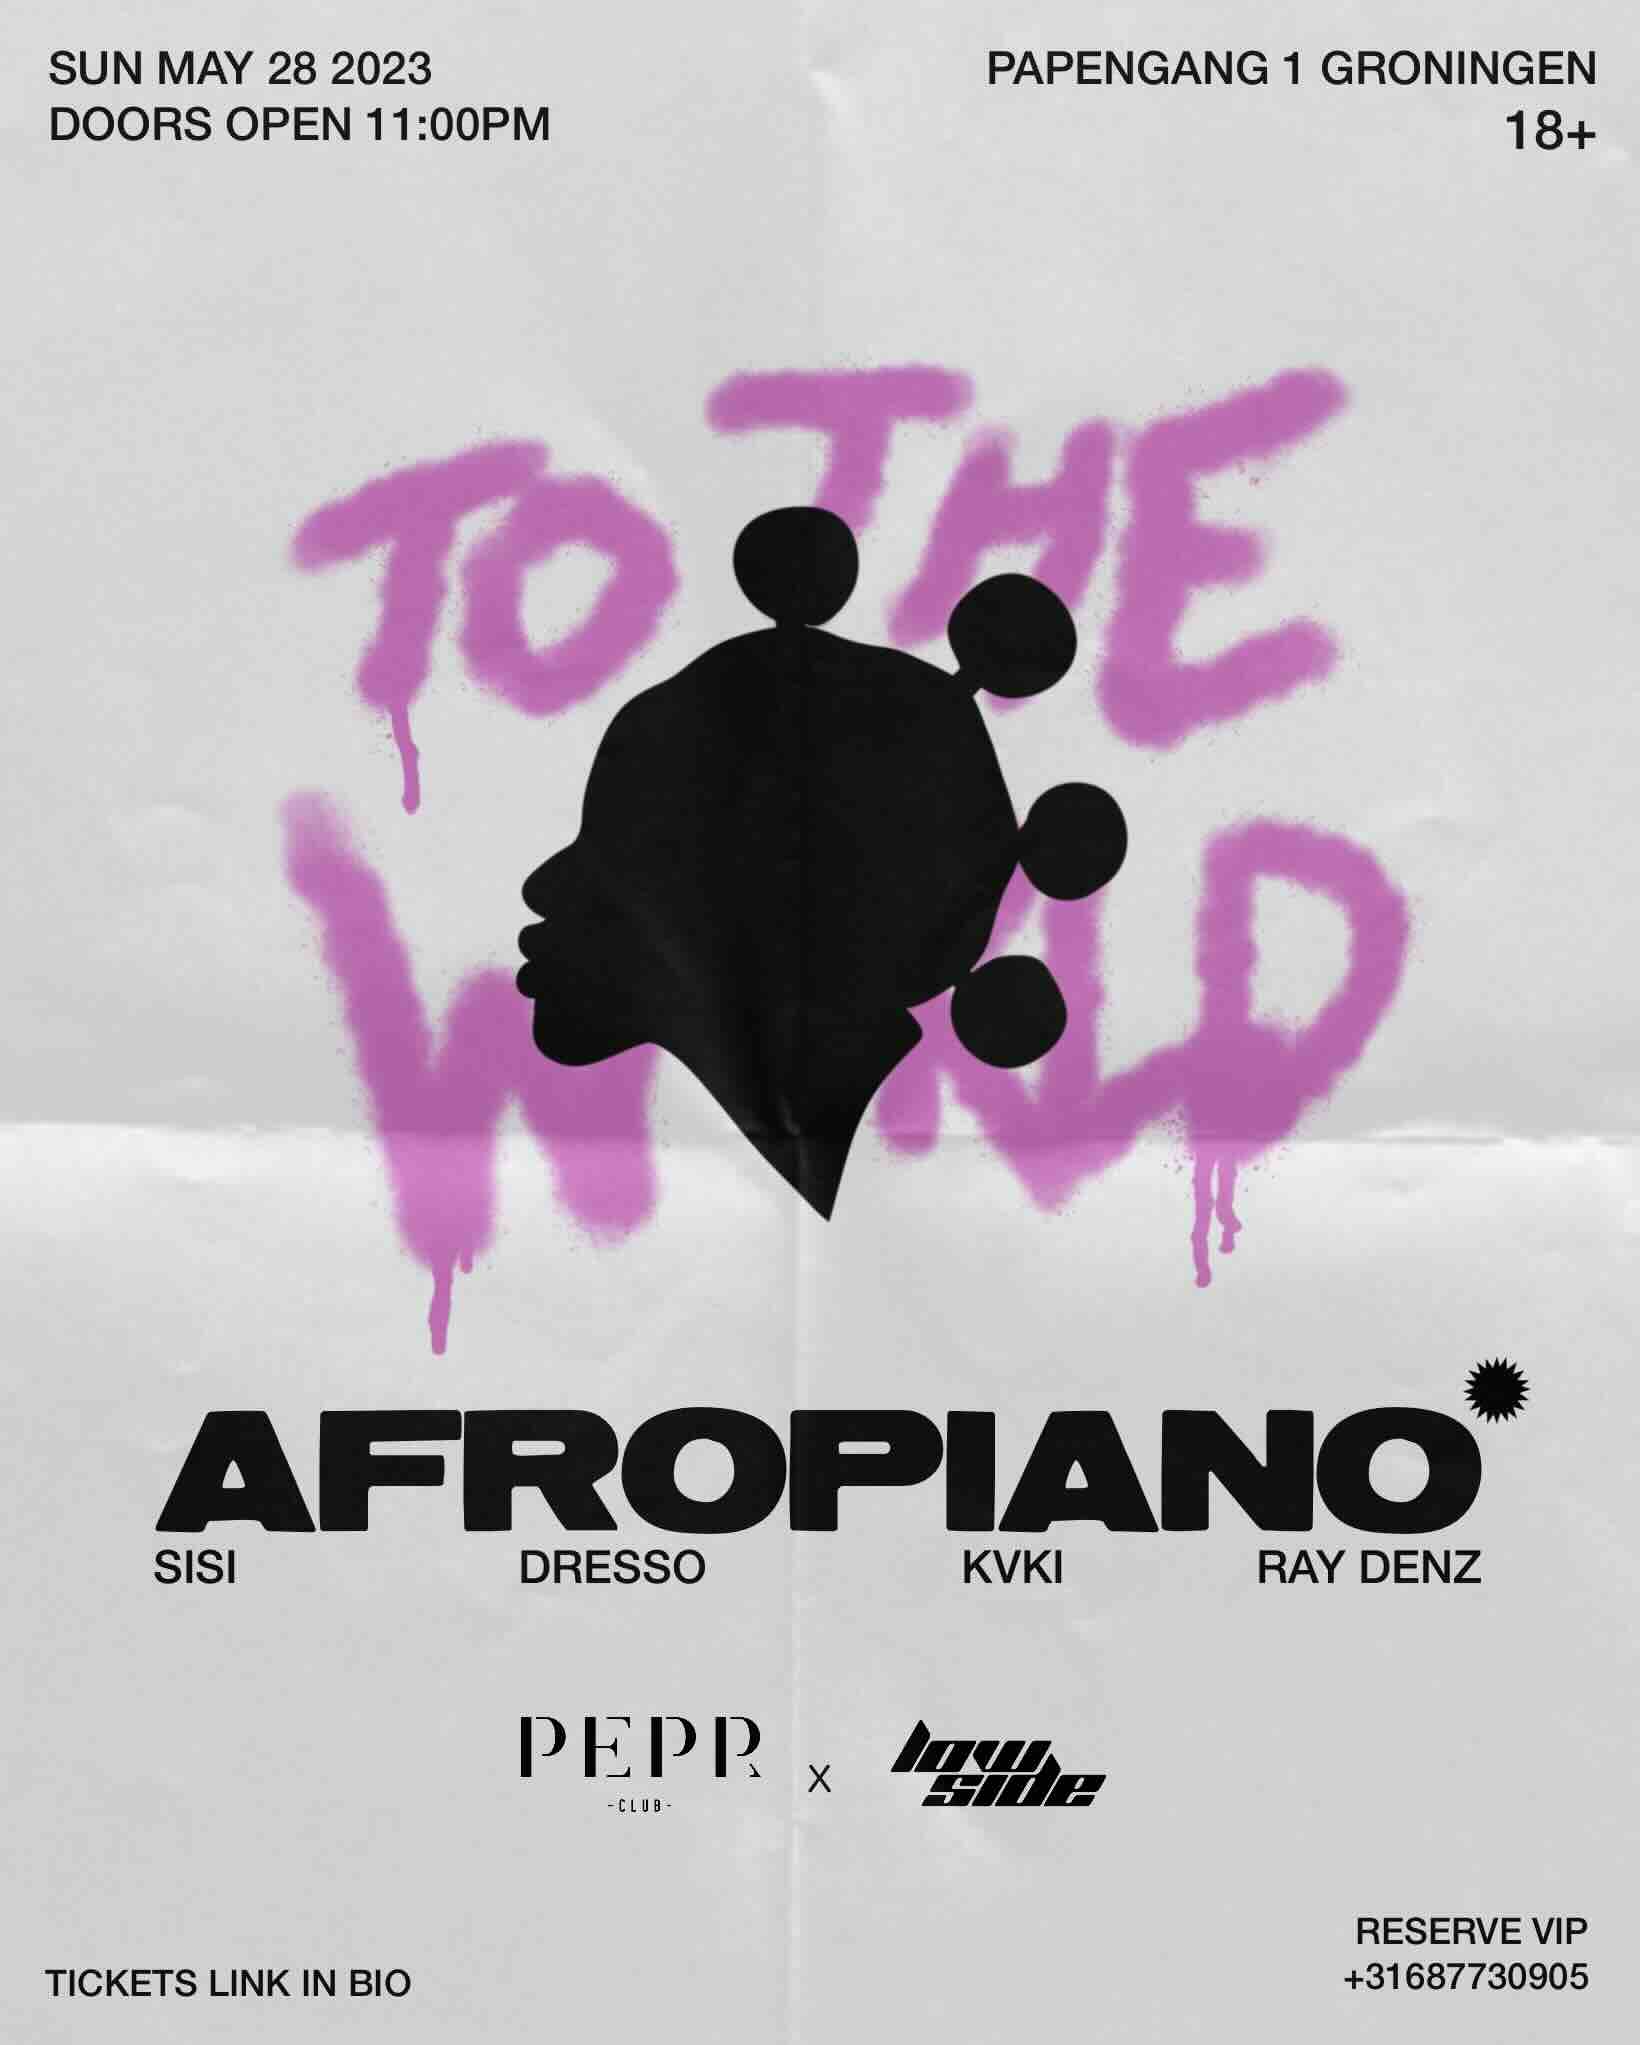 SUN MAY 28 2023
DOORS OPEN 11:00PM
PAPENGANG 1 GRONINGEN
18+
TO THE
WRLD
AFROPIANO
SISI DRESSO KVKI RAY DENZ
PEPR
-CLUB-
X
low
side
TICKETS LINK IN BIO
RESERVE VIP
+31687730905